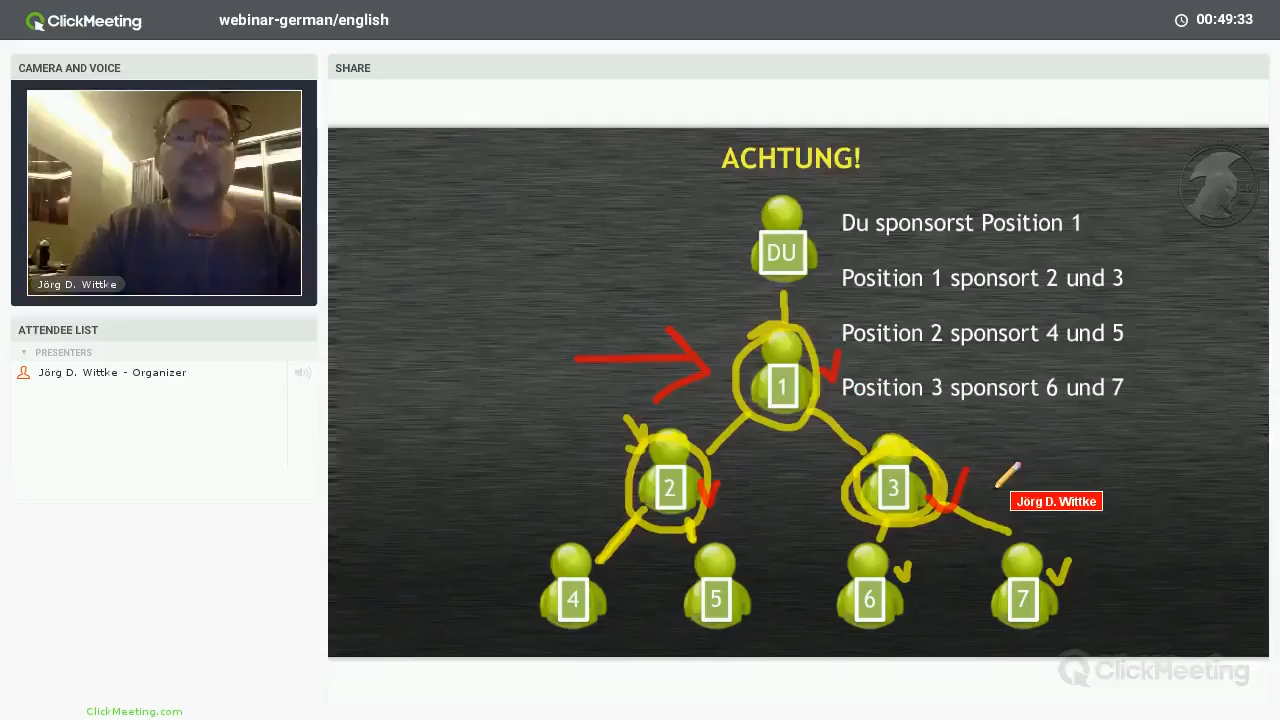 ClickMeeting
webinar-german/english
00:49:33
CAMERA AND VOICE
Jörg D. Wittke
ATTENDEE LIST
PRESENTERS
Jörg D. Wittke - Organizer
ClickMeeting.com
SHARE
ACHTUNG!
DU
Du sponsorst Position 1
Position 1 sponsort 2 und 3
Position 2 sponsort 4 und 5
1
Position 3 sponsort 6 und 7
2
3
Jörg D. Wittke
4
5
6
7
ClickMeeting